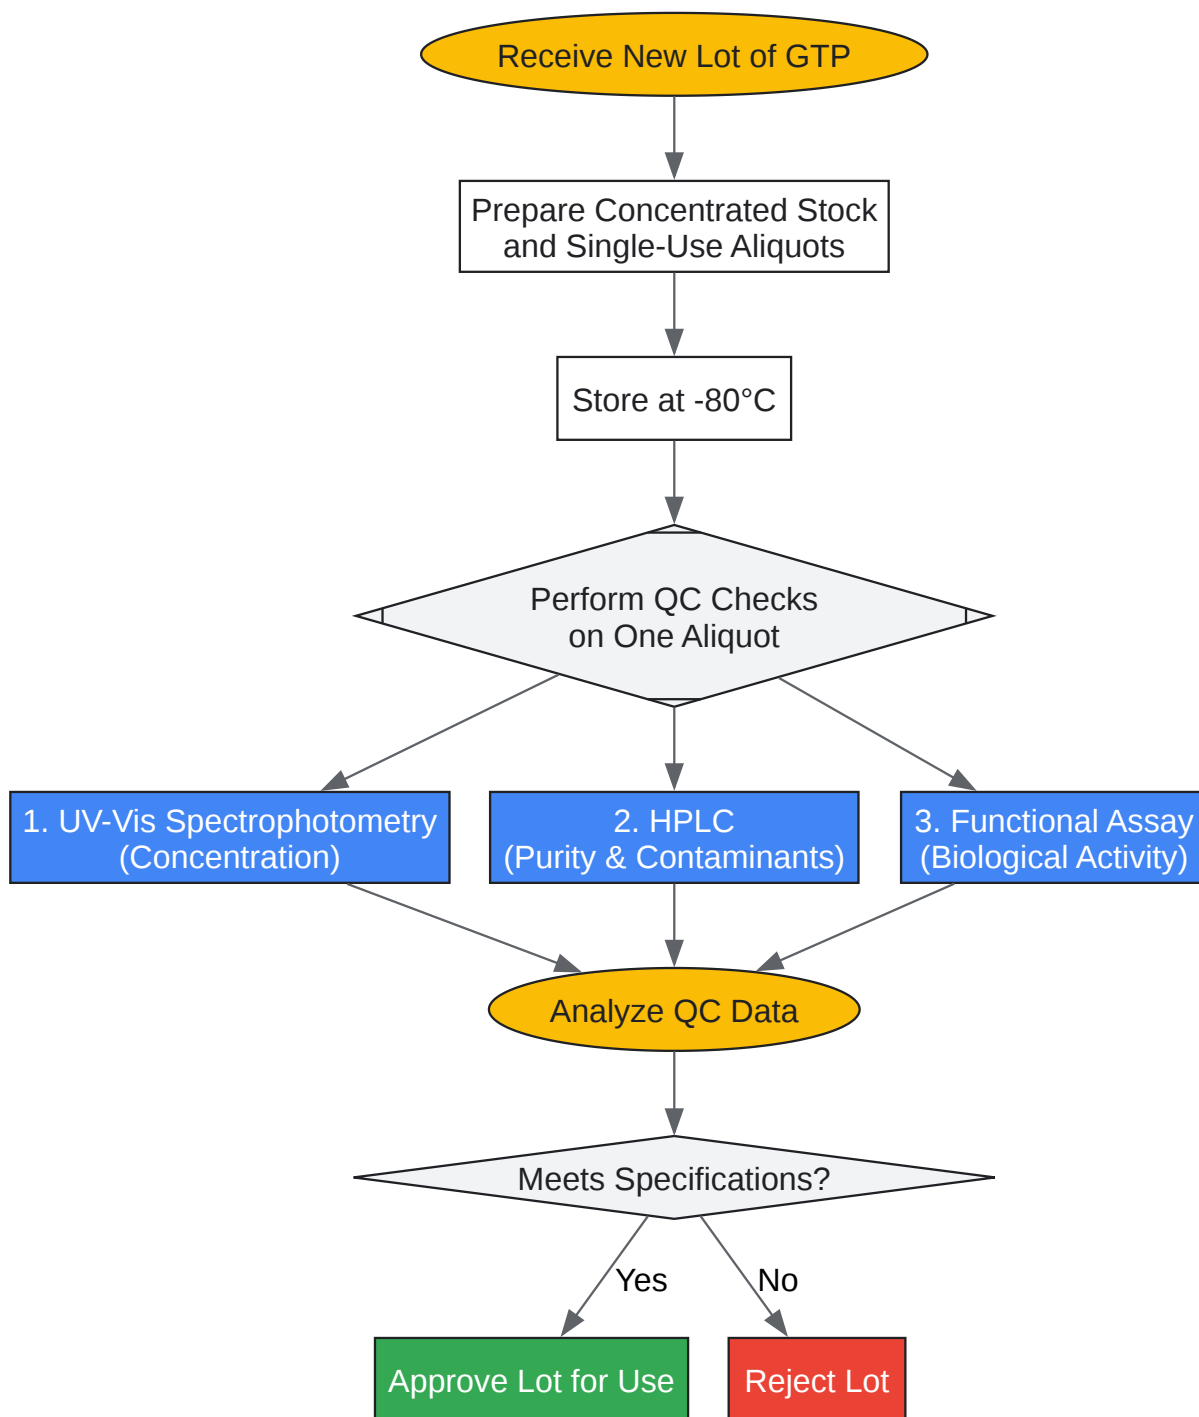 Receive New Lot of GTP
Prepare Concentrated Stock
and Single-Use Aliquots
Store at -80°C
Perform QC Checks
on One Aliquot
1. UV-Vis Spectrophotometry
(Concentration)
2. HPLC
(Purity & Contaminants)
3. Functional Assay
(Biological Activity)
Analyze QC Data
Meets Specifications?
Yes
No
Approve Lot for Use
Reject Lot